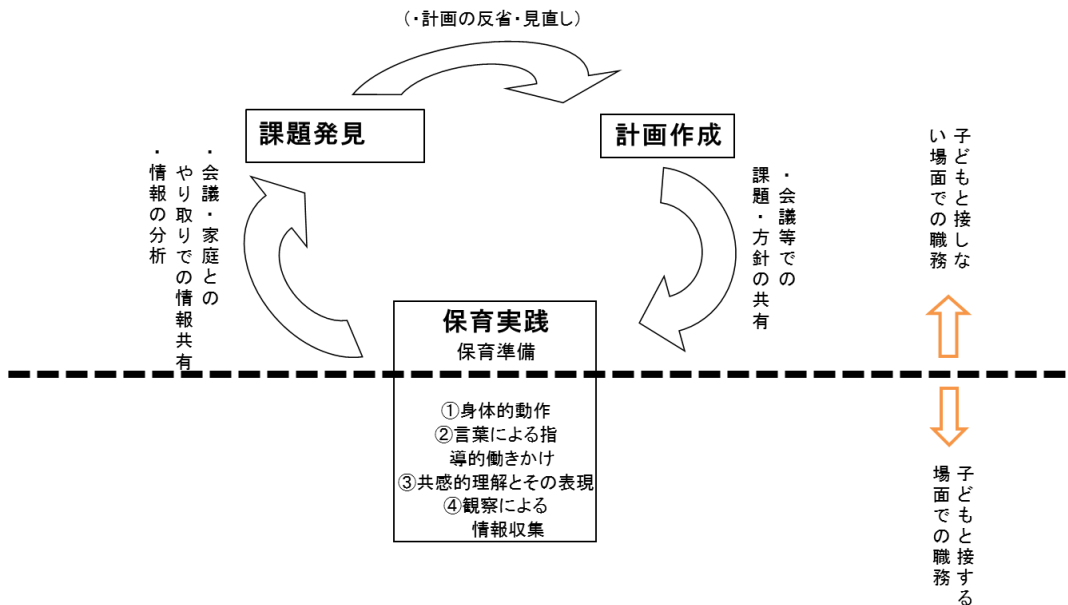 (・計画の反省・見直し)
課題発見
計画作成
・会議・家庭との
やり取りでの情報共有
・情報の分析
・会議等での
課題・方針の共有
子どもと接しな
い場面での職務
保育実践
保育準備
①身体的動作
②言葉による指
導的働きかけ
③共感的理解とその表現
④観察による
情報収集
子どもと接する
場面での職務